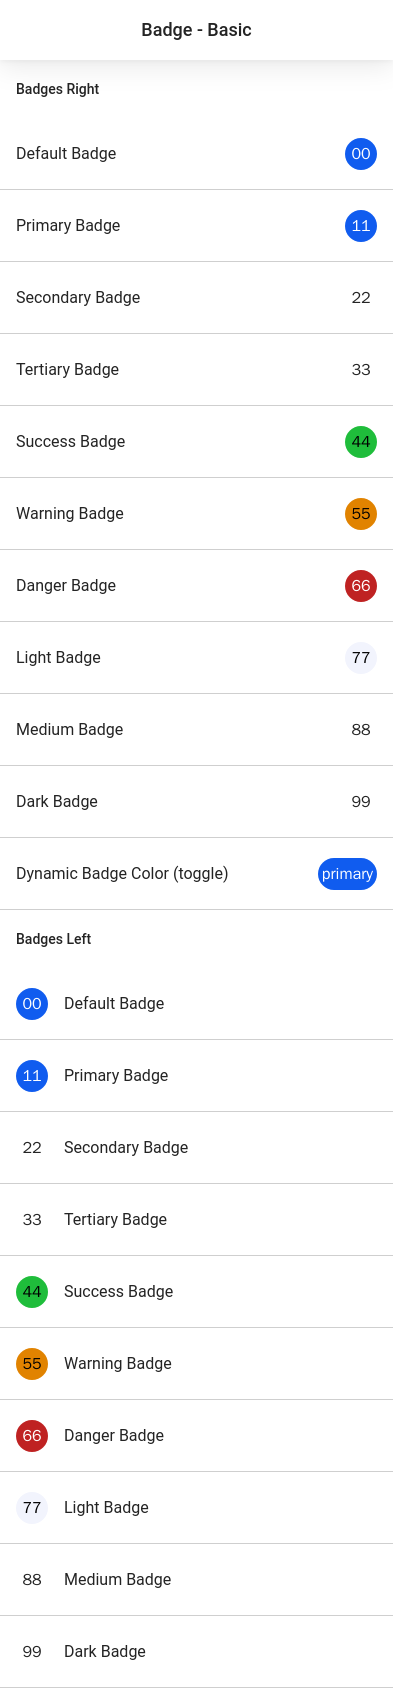 Badge - Basic
Badges Right
Default Badge 00
Primary Badge 11
Secondary Badge 22
Tertiary Badge 33
Success Badge 44
Warning Badge 55
Danger Badge 66
Light Badge 77
Medium Badge 88
Dark Badge 99
Dynamic Badge Color (toggle) primary
Badges Left
00 Default Badge
11 Primary Badge
22 Secondary Badge
33 Tertiary Badge
44 Success Badge
55 Warning Badge
66 Danger Badge
77 Light Badge
88 Medium Badge
99 Dark Badge